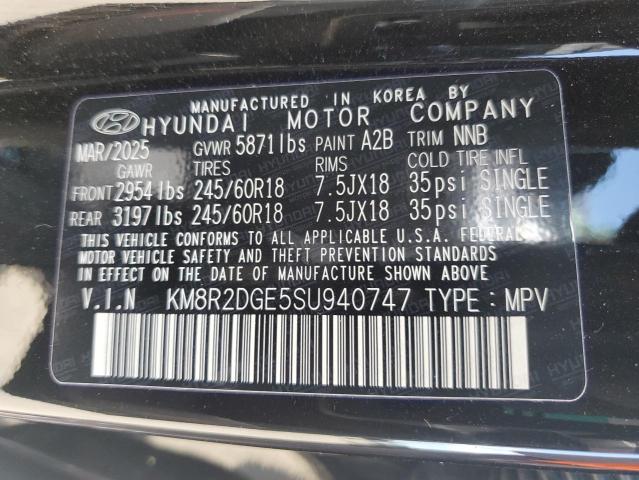 MANUFACTURED IN KOREA BY
HYUNDAI MOTOR COMPANY
MAR/2025 GVWR 5871lbs PAINT A2B TRIM NNB
GAWR TIRES RIMS COLD TIRE INFL
FRONT 2954lbs 245/60R18 7.5JX18 35psi SINGLE
REAR 3197lbs 245/60R18 7.5JX18 35psi SINGLE
THIS VEHICLE CONFORMS TO ALL APPLICABLE U.S.A. FEDERAL
MOTOR VEHICLE SAFETY AND THEFT PREVENTION STANDARDS
IN EFFECT ON THE DATE OF MANUFACTURE SHOWN ABOVE.
V.I.N KM8R2DGE5SU940747 TYPE : MPV